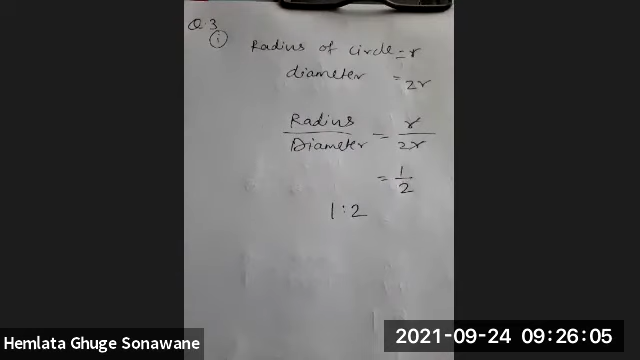 Q.3
(i) Radius of circle = r
diameter = 2r
Radius / Diameter = r / 2r
= 1/2
1:2
Hemlata Ghuge Sonawane
2021-09-24 09:26:05